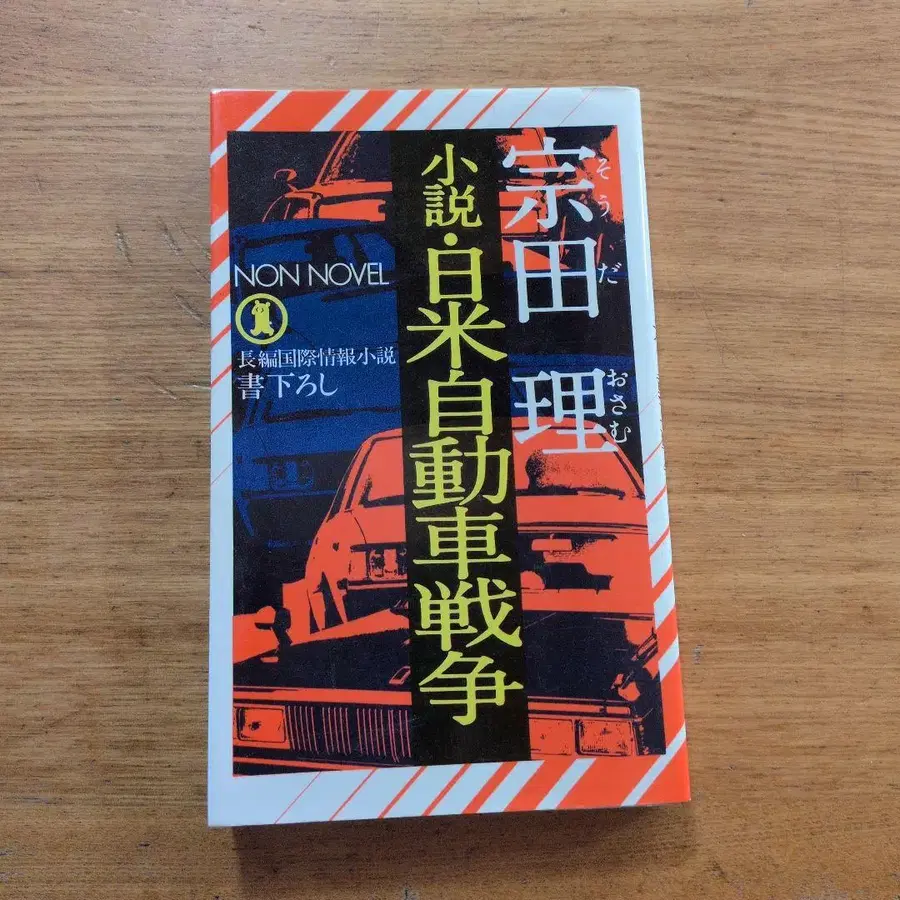 宗田 理
そうだ おさむ
小説・日米・自動車戦争
NON NOVEL
長編国際情報小説
書下ろし